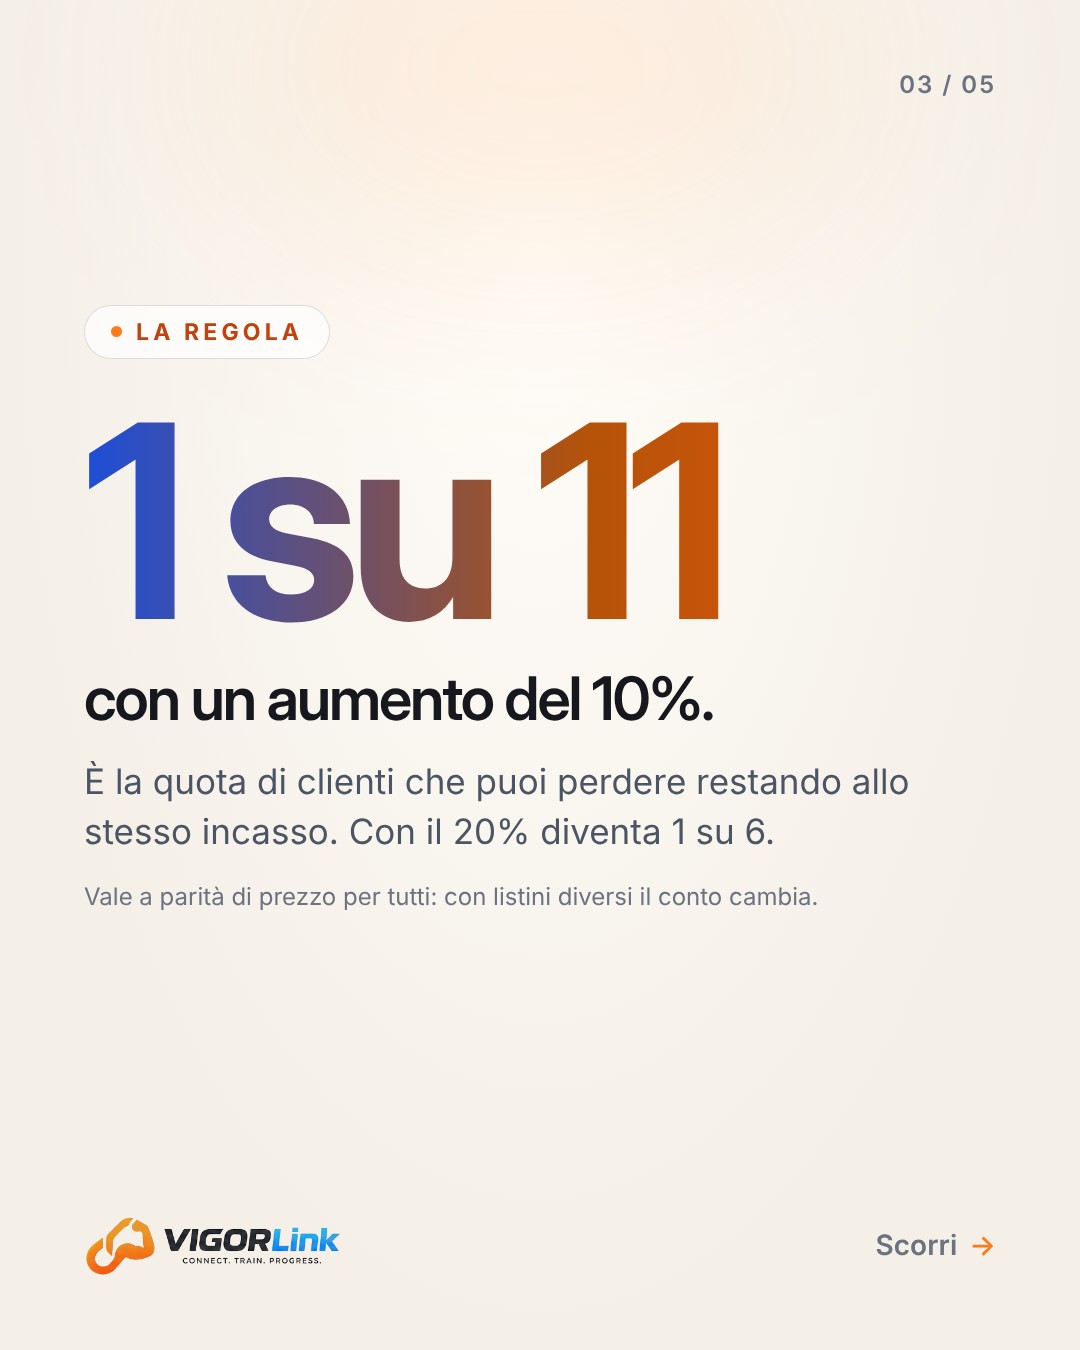 03 / 05
LA REGOLA
1 su 11
con un aumento del 10%.
È la quota di clienti che puoi perdere restando allo
stesso incasso. Con il 20% diventa 1 su 6.
Vale a parità di prezzo per tutti: con listini diversi il conto cambia.
VIGORLink
CONNECT. TRAIN. PROGRESS.
Scorri →